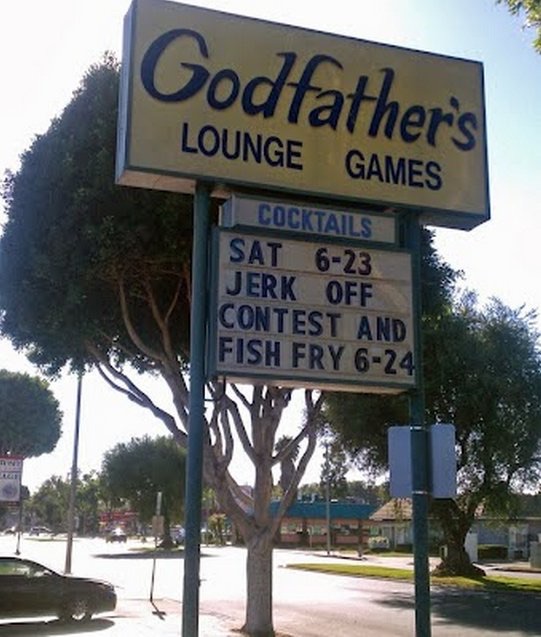 Godfather's
LOUNGE GAMES
COCKTAILS
SAT 6-23
JERK OFF
CONTEST AND
FISH FRY 6-24